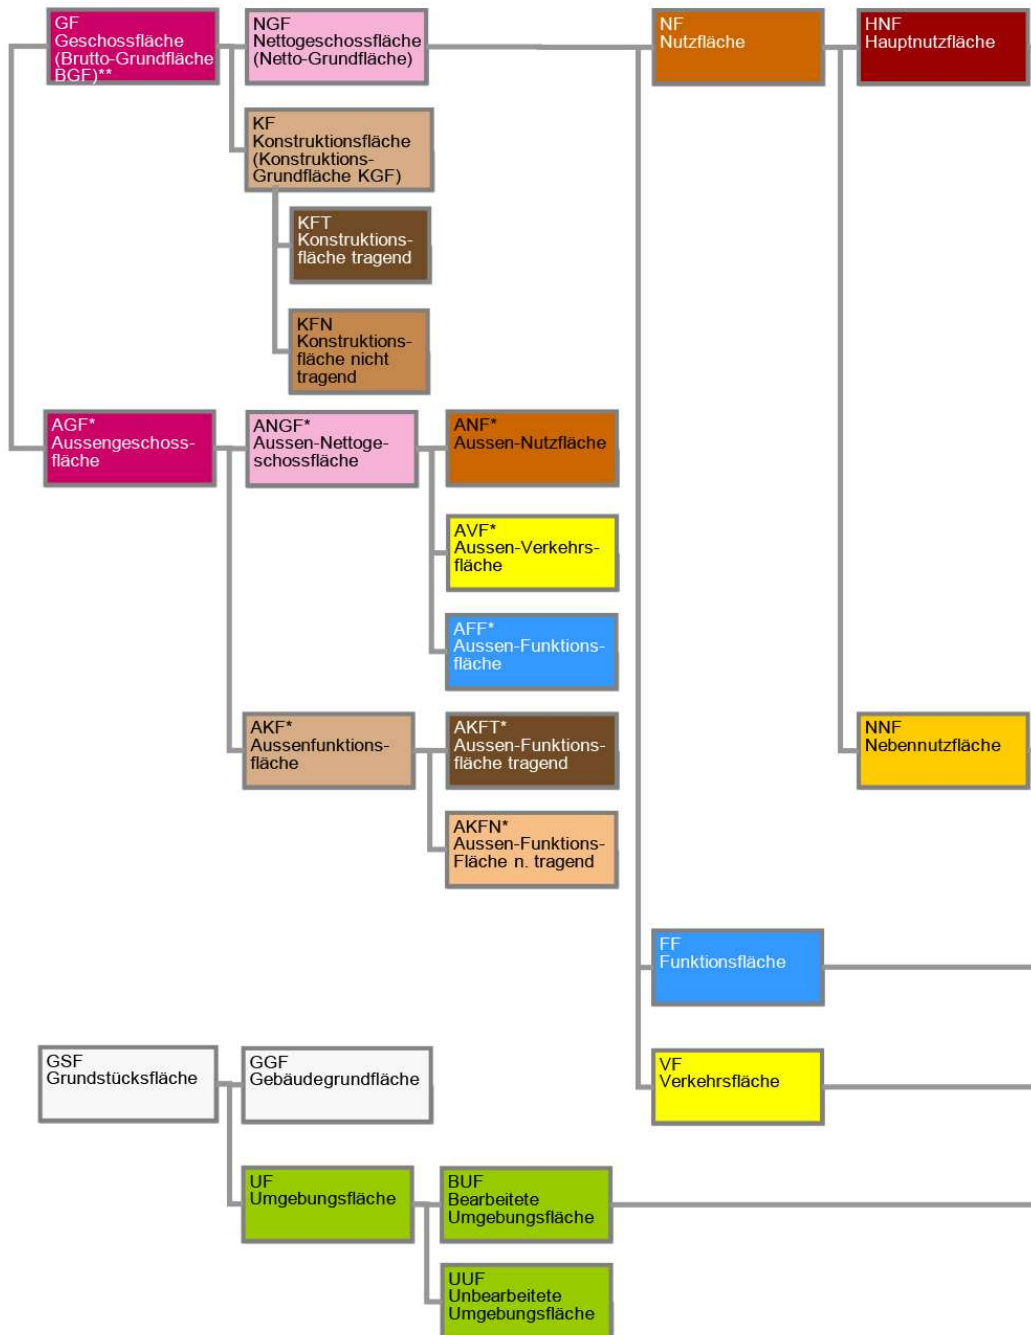 GF
Geschossfläche
(Brutto-Grundfläche
BGF)**
NGF
Nettogeschossfläche
(Netto-Grundfläche)
NF
Nutzfläche
HNF
Hauptnutzfläche
KF
Konstruktionsfläche
(Konstruktions-
Grundfläche KGF)
KFT
Konstruktions-
fläche tragend
KFN
Konstruktions-
fläche nicht
tragend
AGF*
Aussengeschoss-
fläche
ANGF*
Aussen-Nettoge-
schossfläche
ANF*
Aussen-Nutzfläche
AVF*
Aussen-Verkehrs-
fläche
AFF*
Aussen-Funktions-
fläche
AKF*
Aussenfunktions-
fläche
AKFT*
Aussen-Funktions-
fläche tragend
NNF
Nebennutzfläche
AKFN*
Aussen-Funktions-
Fläche n. tragend
FF
Funktionsfläche
GSF
Grundstücksfläche
GGF
Gebäudegrundfläche
VF
Verkehrsfläche
UF
Umgebungsfläche
BUF
Bearbeitete
Umgebungsfläche
UUF
Unbearbeitete
Umgebungsfläche